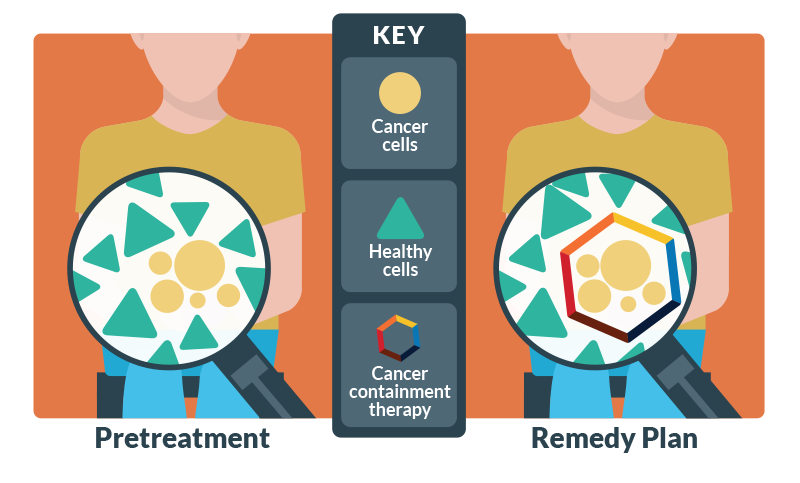 KEY
Cancer
cells
Healthy
cells
Cancer
containment
therapy
Pretreatment
Remedy Plan